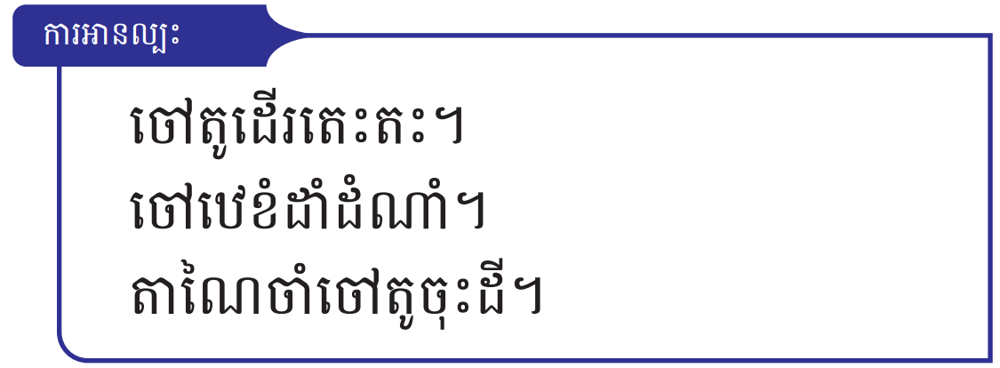 ការអានល្បះ
ចៅតូដើរតេះតះ។
ចៅឋេខំដាំដំណាំ។
តាណៃចាំចៅតូចុះដី។